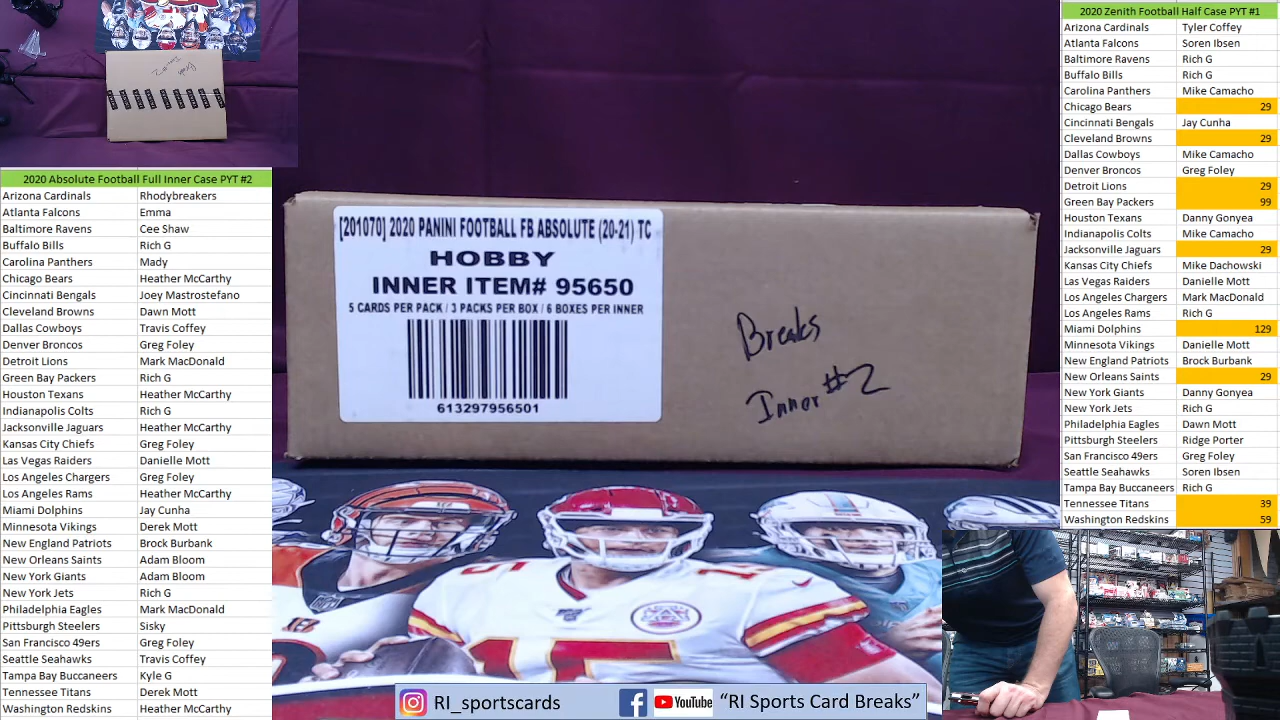 2020 Absolute Football Full Inner Case PYT #2
Arizona Cardinals Rhodybreakers
Atlanta Falcons Emma
Baltimore Ravens Cee Shaw
Buffalo Bills Rich G
Carolina Panthers Mady
Chicago Bears Heather McCarthy
Cincinnati Bengals Joey Mastrostefano
Cleveland Browns Dawn Mott
Dallas Cowboys Travis Coffey
Denver Broncos Greg Foley
Detroit Lions Mark MacDonald
Green Bay Packers Rich G
Houston Texans Heather McCarthy
Indianapolis Colts Rich G
Jacksonville Jaguars Heather McCarthy
Kansas City Chiefs Greg Foley
Las Vegas Raiders Danielle Mott
Los Angeles Chargers Greg Foley
Los Angeles Rams Heather McCarthy
Miami Dolphins Jay Cunha
Minnesota Vikings Derek Mott
New England Patriots Brock Burbank
New Orleans Saints Adam Bloom
New York Giants Adam Bloom
New York Jets Rich G
Philadelphia Eagles Mark MacDonald
Pittsburgh Steelers Sisky
San Francisco 49ers Greg Foley
Seattle Seahawks Travis Coffey
Tampa Bay Buccaneers Kyle G
Tennessee Titans Derek Mott
Washington Redskins Heather McCarthy
[201070] 2020 PANINI FOOTBALL FB ABSOLUTE (20-21) TC
HOBBY
INNER ITEM# 95650
5 CARDS PER PACK / 3 PACKS PER BOX / 6 BOXES PER INNER
613297956501
Breaks
Inner #2
15
RI_sportscards
YouTube
"RI Sports Card Breaks"
2020 Zenith Football Half Case PYT #1
Arizona Cardinals Tyler Coffey
Atlanta Falcons Soren Ibsen
Baltimore Ravens Rich G
Buffalo Bills Rich G
Carolina Panthers Mike Camacho
Chicago Bears 29
Cincinnati Bengals Jay Cunha
Cleveland Browns 29
Dallas Cowboys Mike Camacho
Denver Broncos Greg Foley
Detroit Lions 29
Green Bay Packers 99
Houston Texans Danny Gonyea
Indianapolis Colts Mike Camacho
Jacksonville Jaguars 29
Kansas City Chiefs Mike Dachowski
Las Vegas Raiders Danielle Mott
Los Angeles Chargers Mark MacDonald
Los Angeles Rams Rich G
Miami Dolphins 129
Minnesota Vikings Danielle Mott
New England Patriots Brock Burbank
New Orleans Saints 29
New York Giants Danny Gonyea
New York Jets Rich G
Philadelphia Eagles Dawn Mott
Pittsburgh Steelers Ridge Porter
San Francisco 49ers Greg Foley
Seattle Seahawks Soren Ibsen
Tampa Bay Buccaneers Rich G
Tennessee Titans 39
Washington Redskins 59